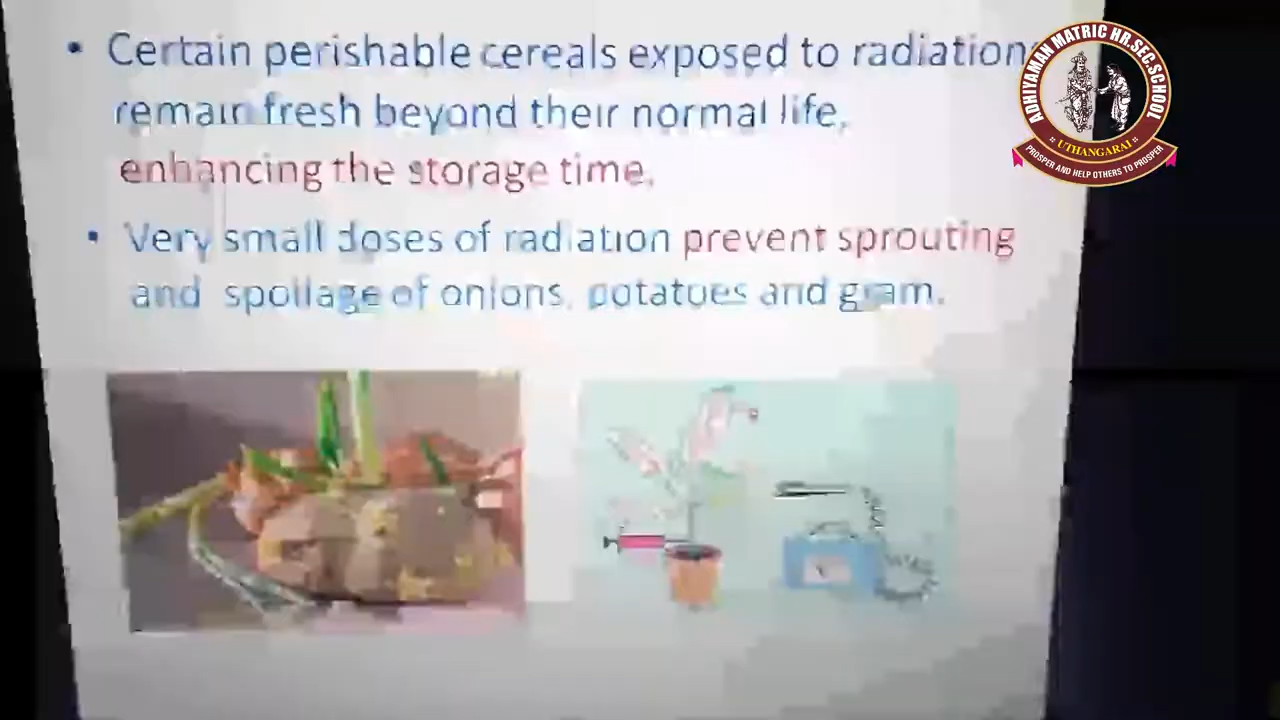 • Certain perishable cereals exposed to radiations
remain fresh beyond their normal life,
enhancing the storage time.
• Very small doses of radiation prevent sprouting
and spoilage of onions, potatoes and gram.
ADHIYAMAN MATRIC HR.SEC.SCHOOL
UTHANGARAI
PROSPER AND HELP OTHERS TO PROSPER